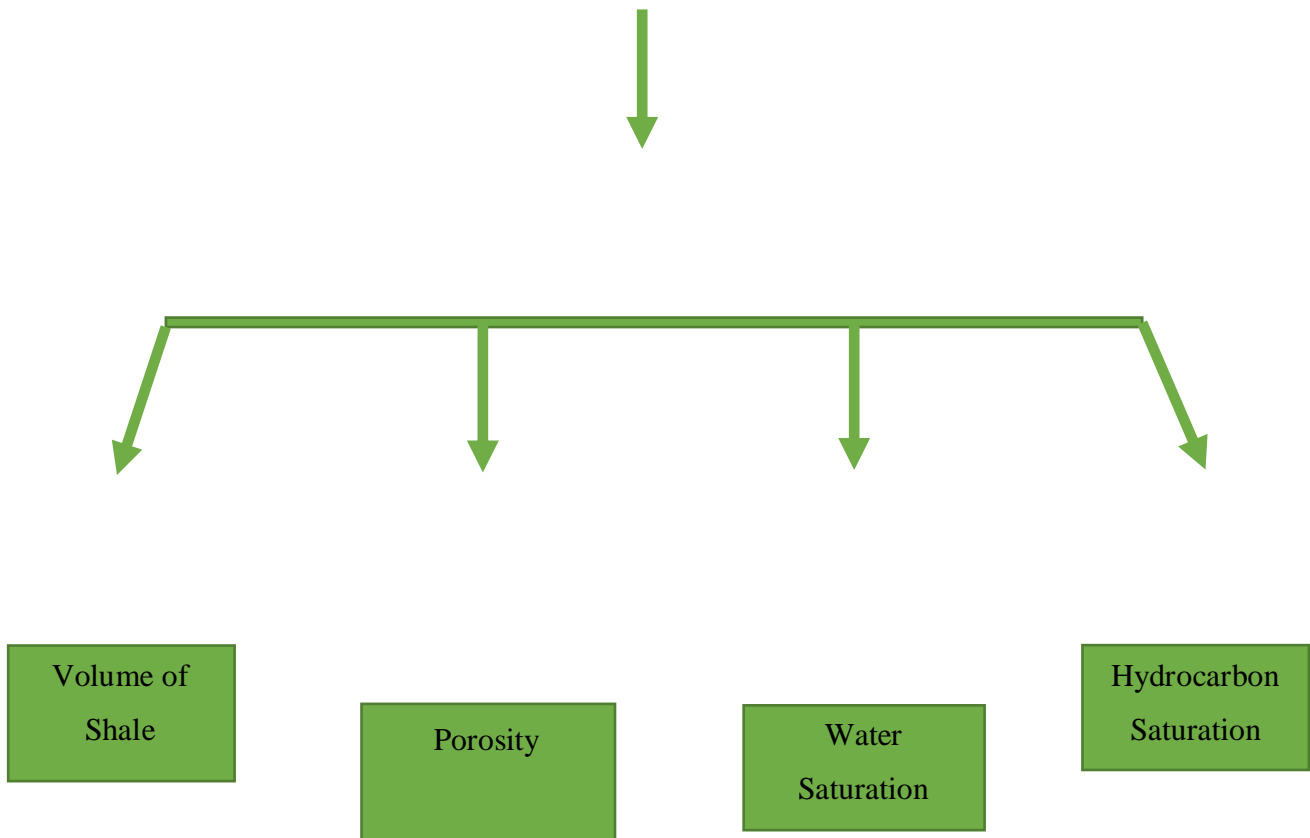 Volume of
Shale
Porosity
Water
Saturation
Hydrocarbon
Saturation